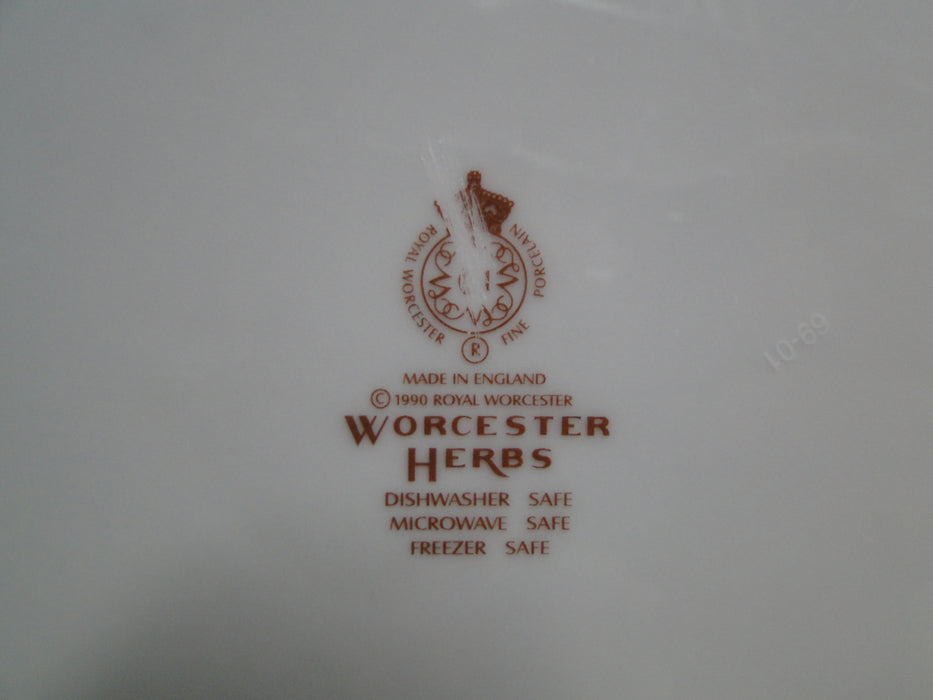 ROYAL WORCESTER FINE PORCELAIN
R
MADE IN ENGLAND
© 1990 ROYAL WORCESTER
WORCESTER
HERBS
DISHWASHER SAFE
MICROWAVE SAFE
FREEZER SAFE
69-01